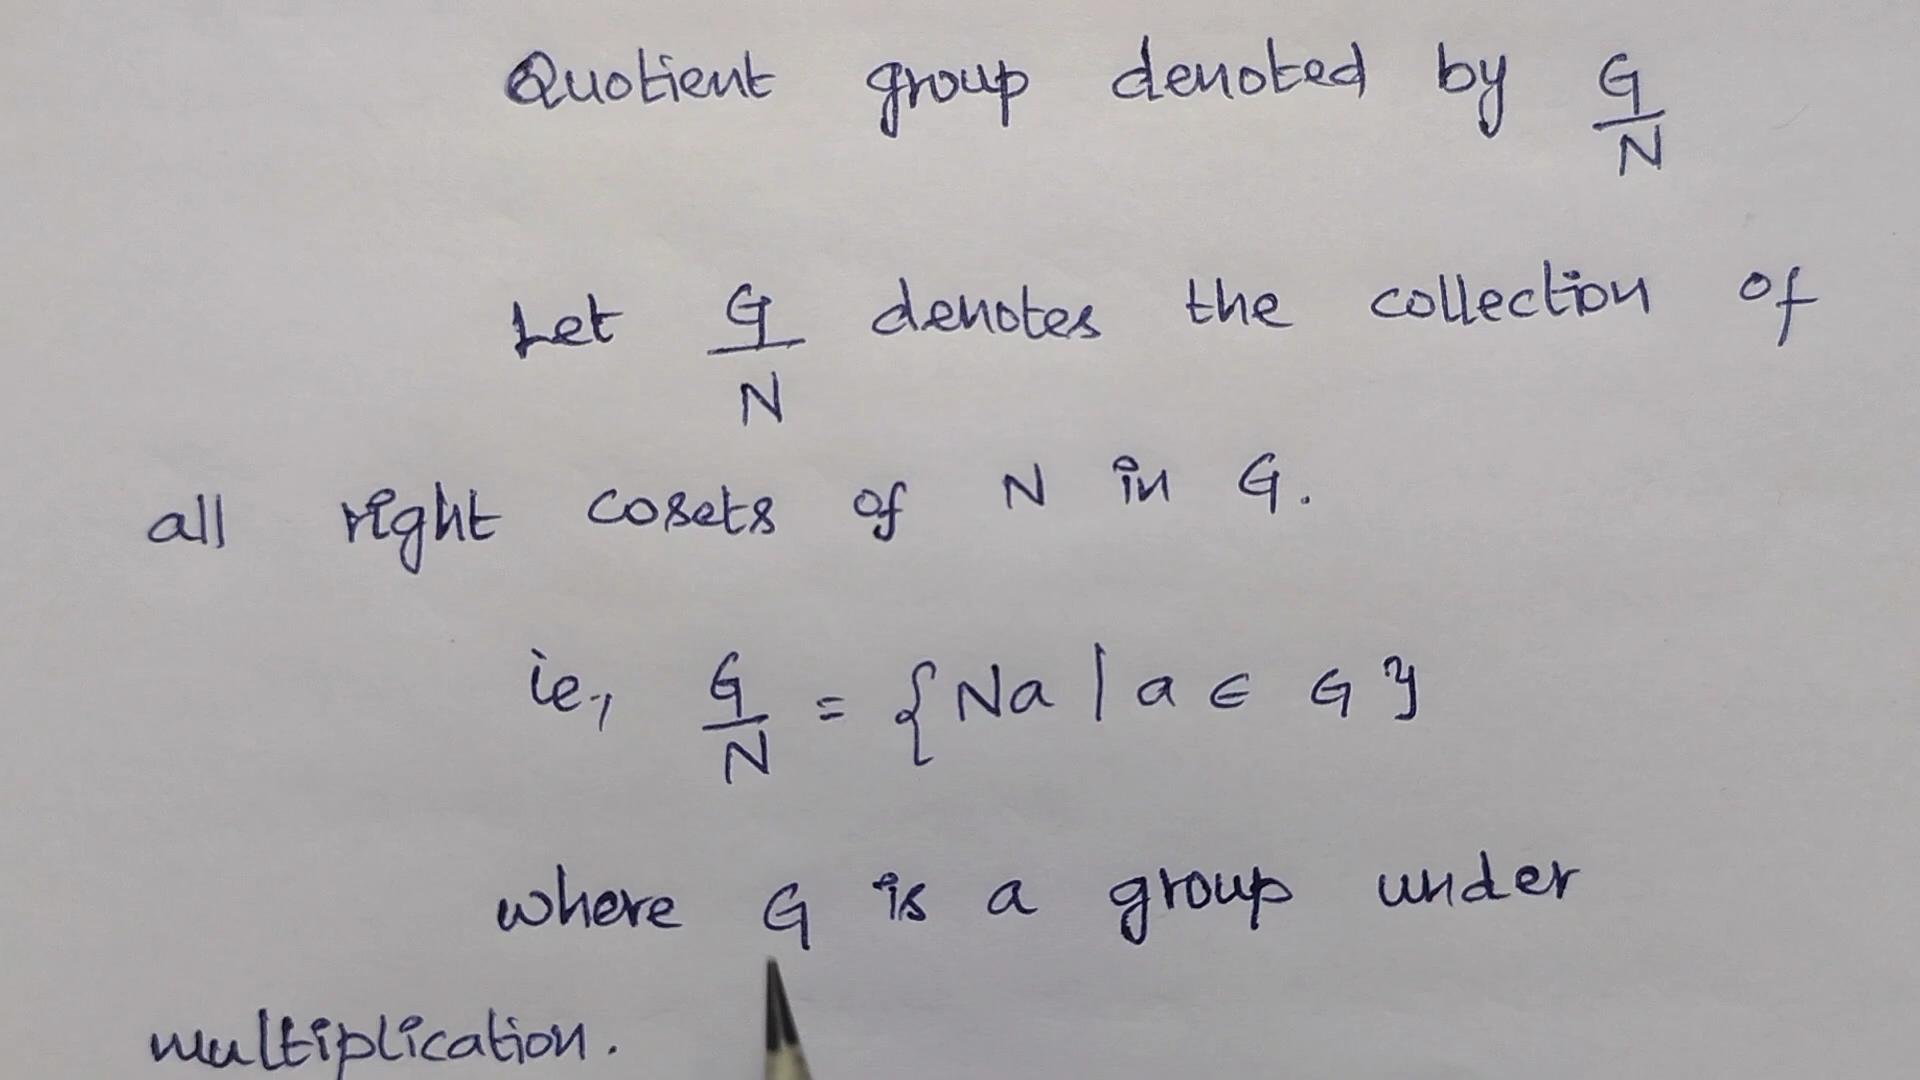 Quotient group denoted by G/N
Let G/N denotes the collection of
all right cosets of N in G.
ie, G/N = {Na | a ∈ G}
where G is a group under
multiplication.